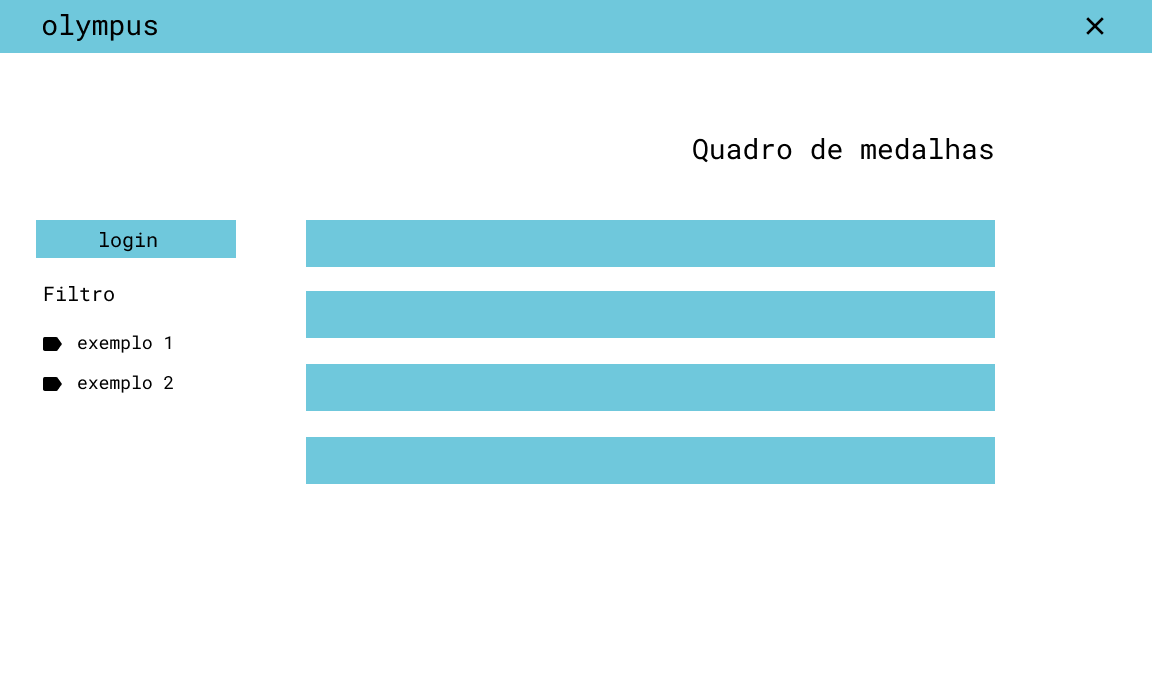 olympus
Quadro de medalhas
login
Filtro
exemplo 1
exemplo 2